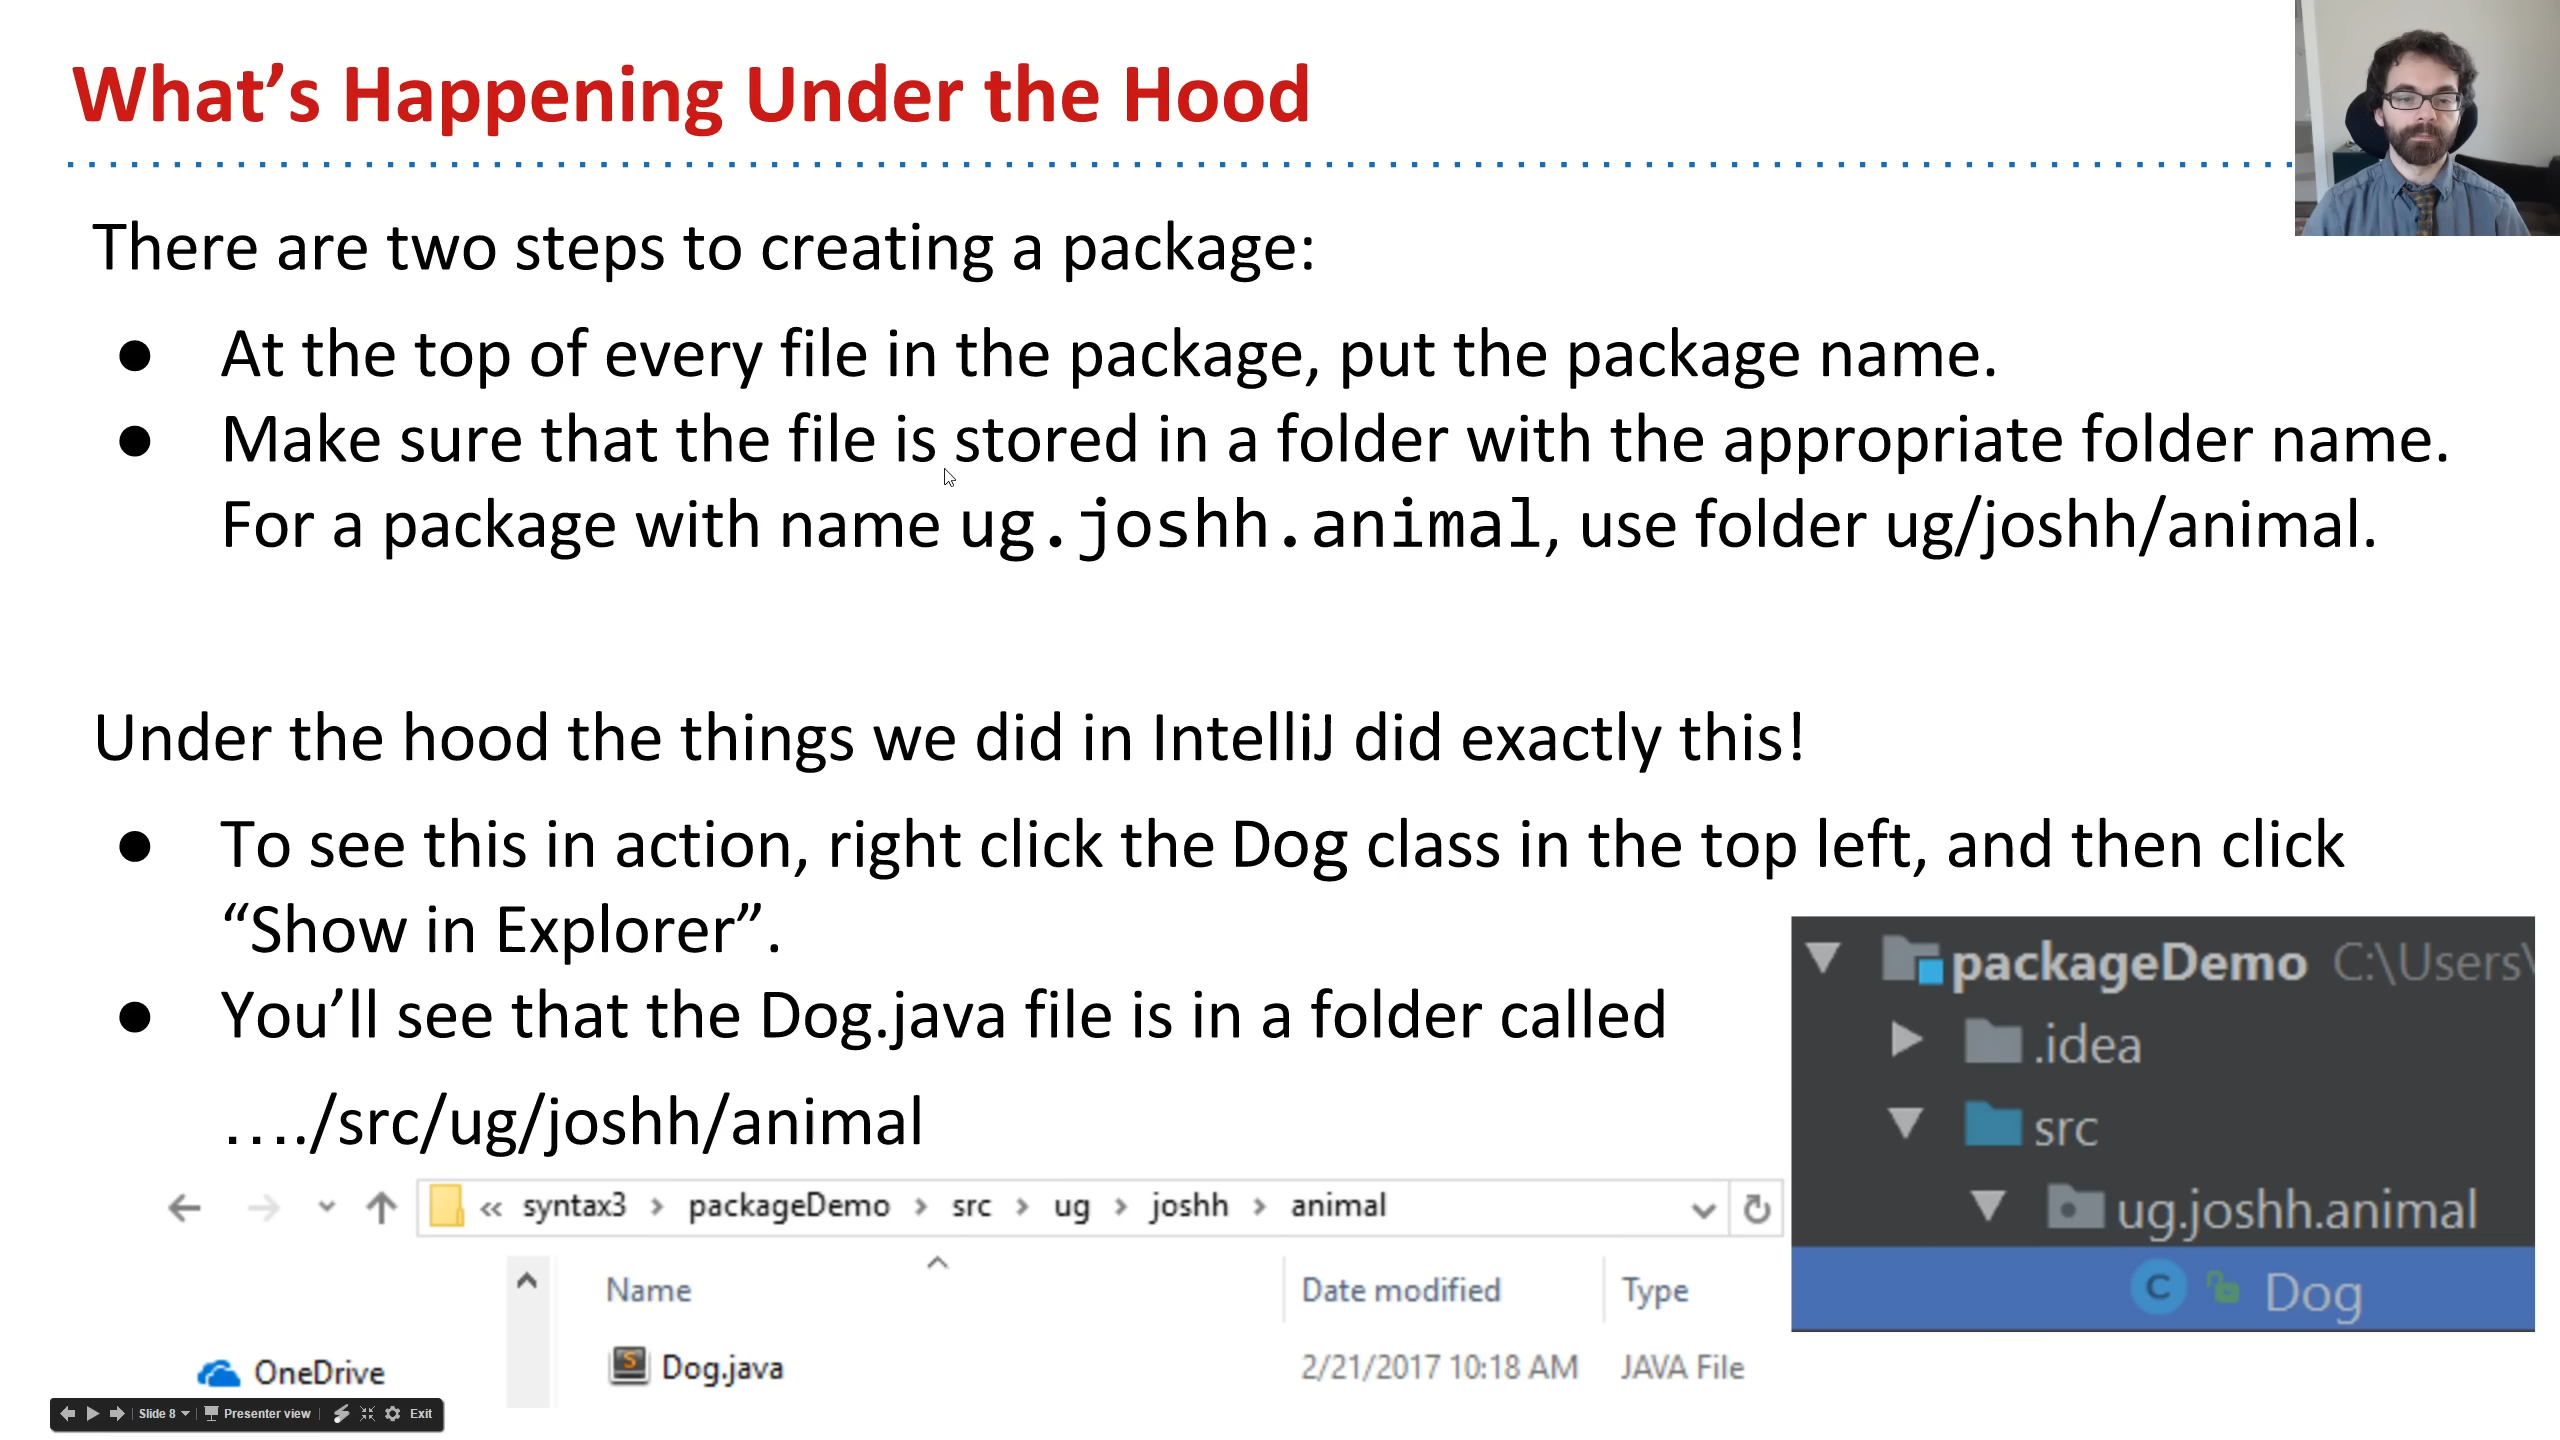 What’s Happening Under the Hood
There are two steps to creating a package:
● At the top of every file in the package, put the package name.
● Make sure that the file is stored in a folder with the appropriate folder name.
For a package with name ug.joshh.animal, use folder ug/joshh/animal.
Under the hood the things we did in IntelliJ did exactly this!
● To see this in action, right click the Dog class in the top left, and then click
“Show in Explorer”.
● You’ll see that the Dog.java file is in a folder called
…./src/ug/joshh/animal
« syntax3 › packageDemo › src › ug › joshh › animal
Name Date modified Type
OneDrive
Dog.java 2/21/2017 10:18 AM JAVA File
packageDemo C:\Users\
.idea
src
ug.joshh.animal
C Dog
Slide 8 Presenter view Exit